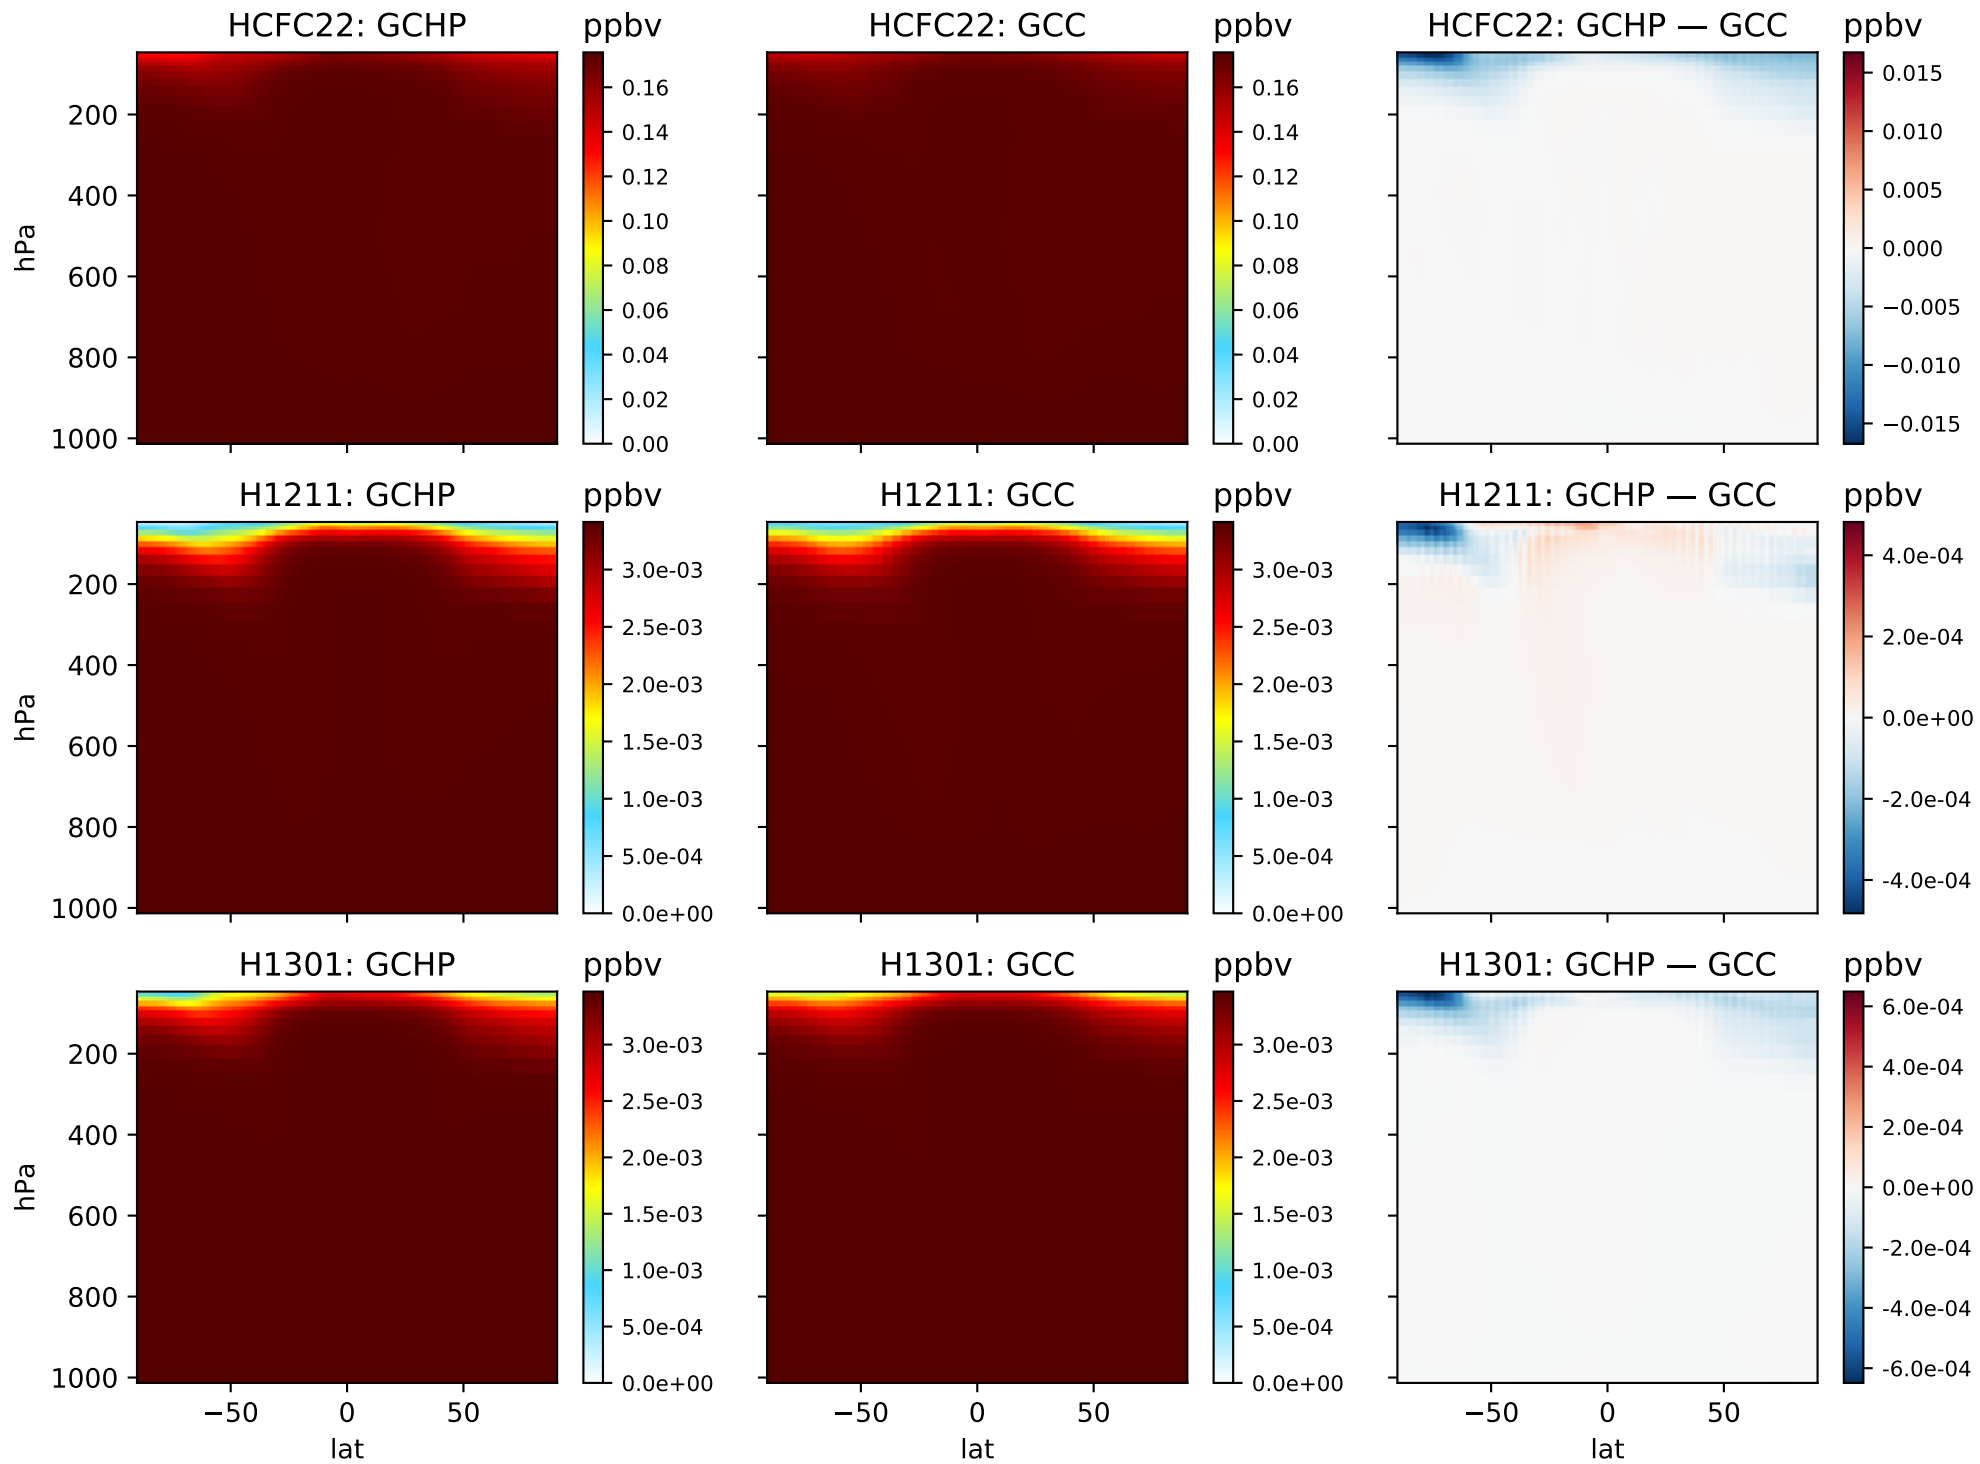 HCFC22: GCHP
ppbv
HCFC22: GCC
ppbv
HCFC22: GCHP — GCC
ppbv
hPa
200
400
600
800
1000
0.16
0.14
0.12
0.10
0.08
0.06
0.04
0.02
0.00
0.16
0.14
0.12
0.10
0.08
0.06
0.04
0.02
0.00
0.015
0.010
0.005
0.000
−0.005
−0.010
−0.015
H1211: GCHP
ppbv
H1211: GCC
ppbv
H1211: GCHP — GCC
ppbv
hPa
200
400
600
800
1000
3.0e-03
2.5e-03
2.0e-03
1.5e-03
1.0e-03
5.0e-04
0.0e+00
3.0e-03
2.5e-03
2.0e-03
1.5e-03
1.0e-03
5.0e-04
0.0e+00
4.0e-04
2.0e-04
0.0e+00
-2.0e-04
-4.0e-04
H1301: GCHP
ppbv
H1301: GCC
ppbv
H1301: GCHP — GCC
ppbv
hPa
200
400
600
800
1000
3.0e-03
2.5e-03
2.0e-03
1.5e-03
1.0e-03
5.0e-04
0.0e+00
3.0e-03
2.5e-03
2.0e-03
1.5e-03
1.0e-03
5.0e-04
0.0e+00
6.0e-04
4.0e-04
2.0e-04
0.0e+00
-2.0e-04
-4.0e-04
-6.0e-04
−50 0 50
lat
−50 0 50
lat
−50 0 50
lat